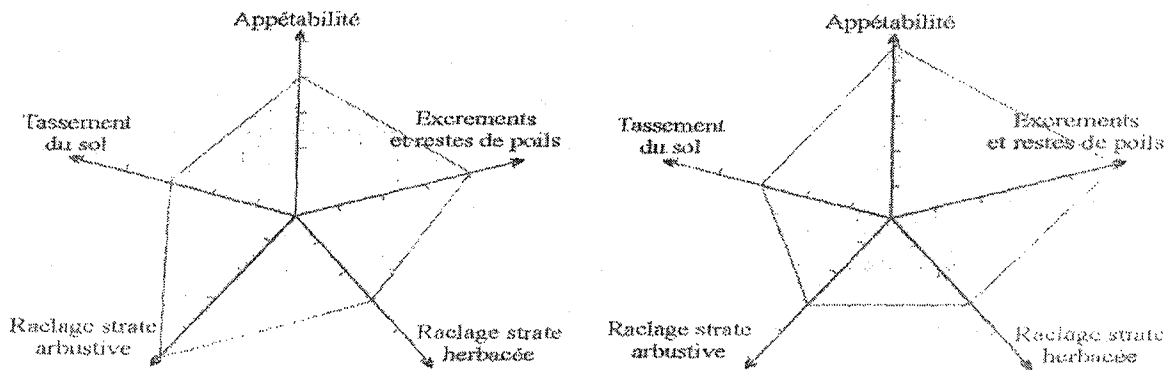 Appétabilité
Tassement
du sol
Excrements
et restes de poils
Raclage strate
arbustive
Raclage strate
herbacée
Appétabilité
Tassement
du sol
Excrements
et restes de poils
Raclage strate
arbustive
Raclage strate
herbacée